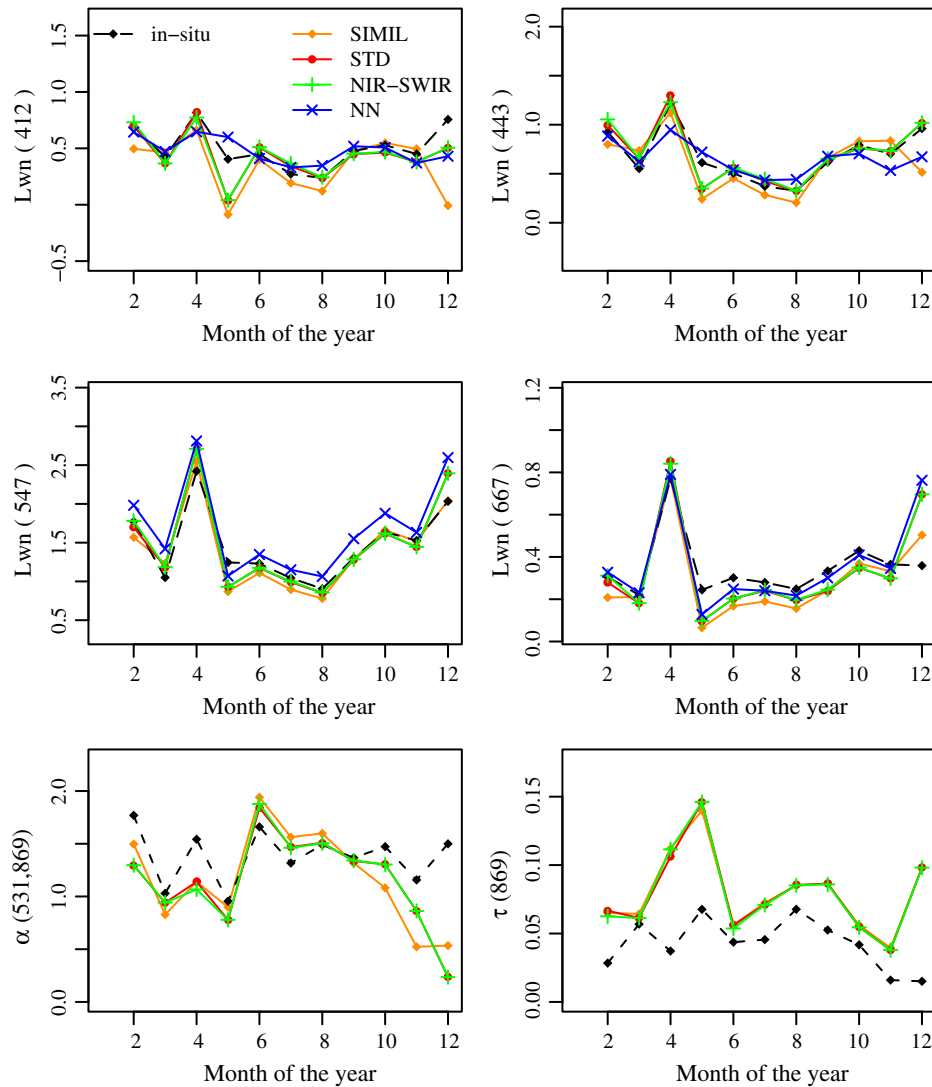 in−situ
SIMIL
STD
NIR−SWIR
NN
Lwn ( 412 )
−0.5 0.5 1.0 1.5
2 4 6 8 10 12
Month of the year
Lwn ( 443 )
0.0 1.0 2.0
2 4 6 8 10 12
Month of the year
Lwn ( 547 )
0.5 1.5 2.5 3.5
2 4 6 8 10 12
Month of the year
Lwn ( 667 )
0.0 0.4 0.8 1.2
2 4 6 8 10 12
Month of the year
α (531,869)
0.0 1.0 2.0
2 4 6 8 10 12
Month of the year
τ (869)
0.00 0.05 0.10 0.15
2 4 6 8 10 12
Month of the year